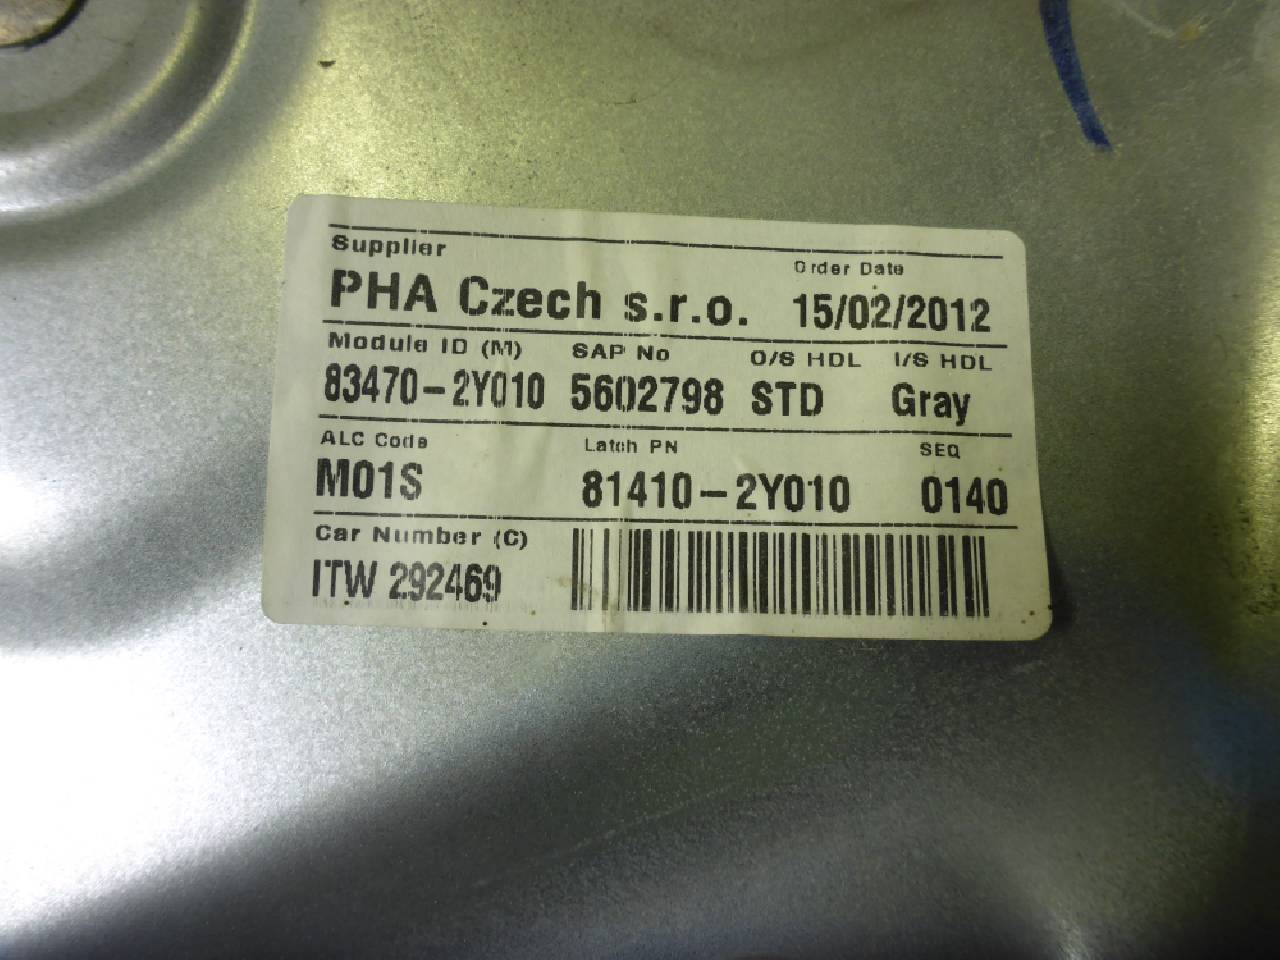 Supplier Order Date
PHA Czech s.r.o. 15/02/2012
Module ID (M) SAP No O/S HDL I/S HDL
83470-2Y010 5602798 STD Gray
ALC Code Latch PN SEQ
M01S 81410-2Y010 0140
Car Number (C)
ITW 292469